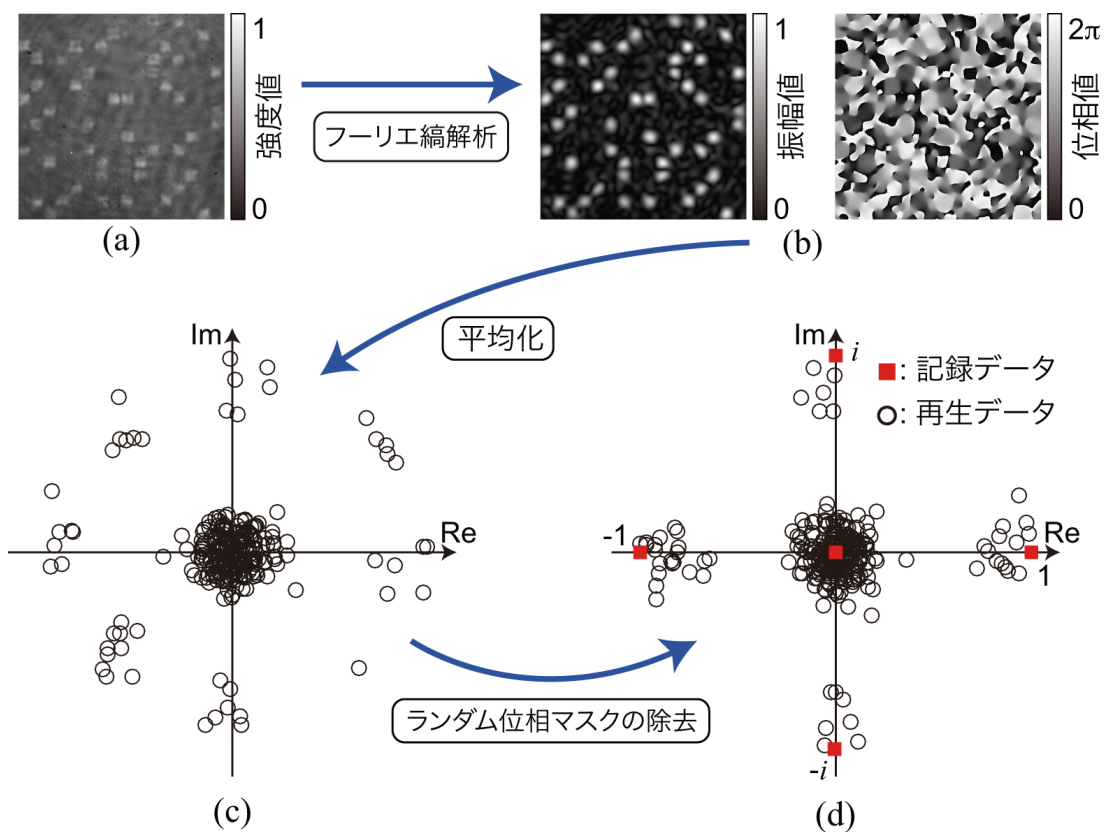 1
強度値
0
(a)
フーリエ縞解析
1
振幅値
0
2π
位相値
0
(b)
平均化
Im
Re
(c)
ランダム位相マスクの除去
Im
i
: 記録データ
: 再生データ
-1
Re
1
-i
(d)